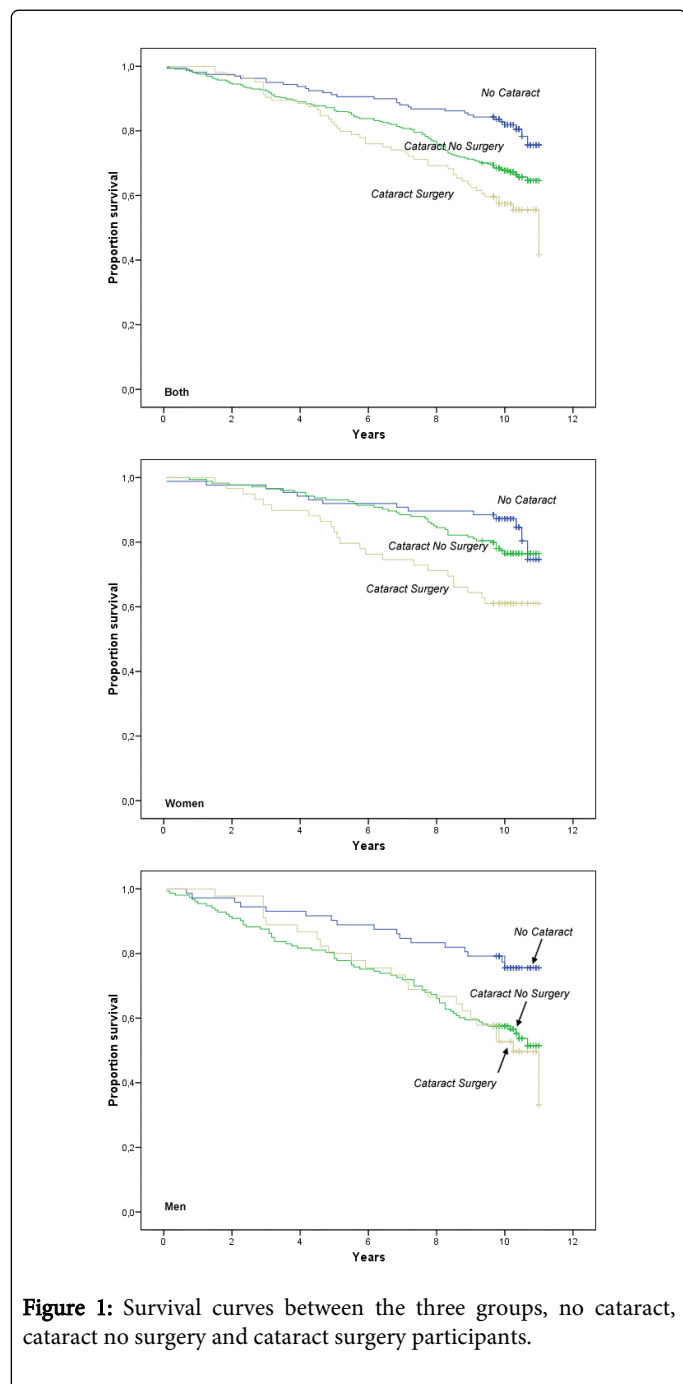 1,0
0,8
0,6
0,4
0,2
0,0
Proportion survival
No Cataract
Cataract No Surgery
Cataract Surgery
Both
0 2 4 6 8 10 12
Years
1,0
0,8
0,6
0,4
0,2
0,0
Proportion survival
No Cataract
Cataract No Surgery
Cataract Surgery
Women
0 2 4 6 8 10 12
Years
1,0
0,8
0,6
0,4
0,2
0,0
Proportion survival
No Cataract
Cataract No Surgery
Cataract Surgery
Men
0 2 4 6 8 10 12
Years
Figure 1: Survival curves between the three groups, no cataract,
cataract no surgery and cataract surgery participants.